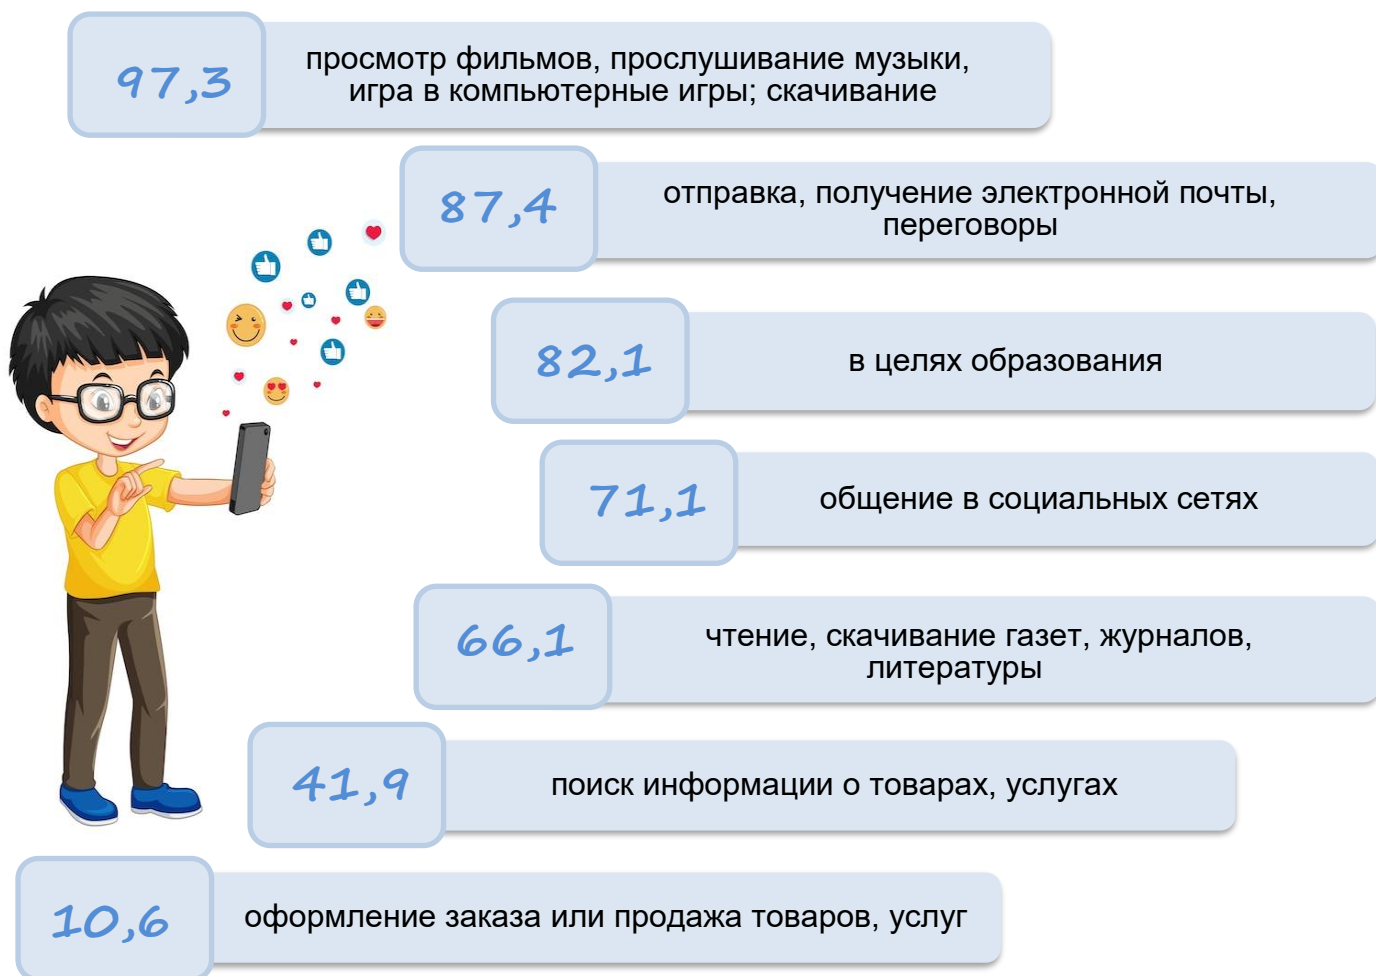 97,3
просмотр фильмов, прослушивание музыки,
игра в компьютерные игры; скачивание
87,4
отправка, получение электронной почты,
переговоры
82,1
в целях образования
71,1
общение в социальных сетях
66,1
чтение, скачивание газет, журналов,
литературы
41,9
поиск информации о товарах, услугах
10,6
оформление заказа или продажа товаров, услуг